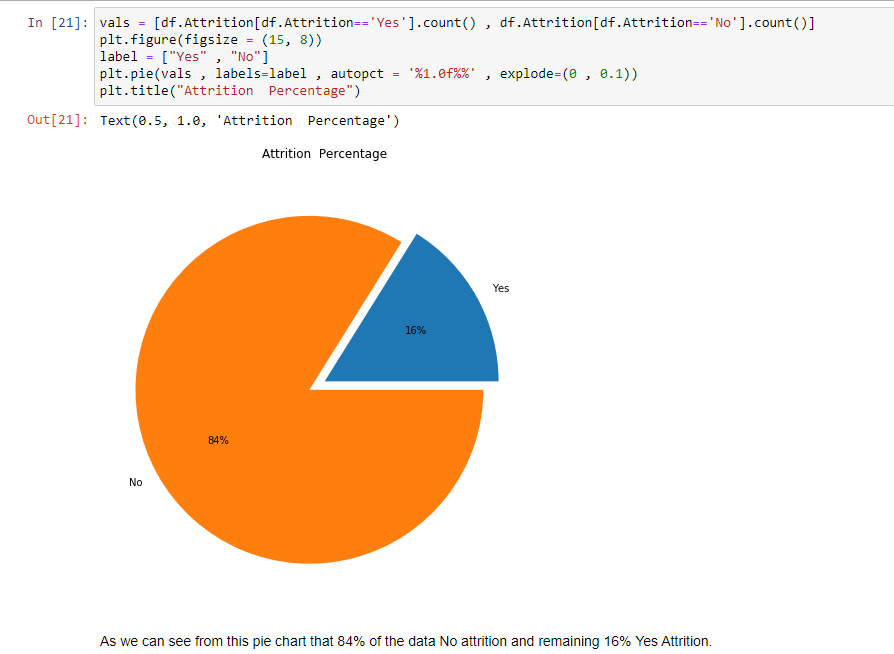 In [21]: vals = [df.Attrition[df.Attrition=='Yes'].count() , df.Attrition[df.Attrition=='No'].count()]
plt.figure(figsize = (15, 8))
label = ["Yes" , "No"]
plt.pie(vals , labels=label , autopct = '%1.0f%%' , explode=(0 , 0.1))
plt.title("Attrition  Percentage")
Out[21]: Text(0.5, 1.0, 'Attrition  Percentage')
Attrition  Percentage
Yes
16%
84%
No
As we can see from this pie chart that 84% of the data No attrition and remaining 16% Yes Attrition.